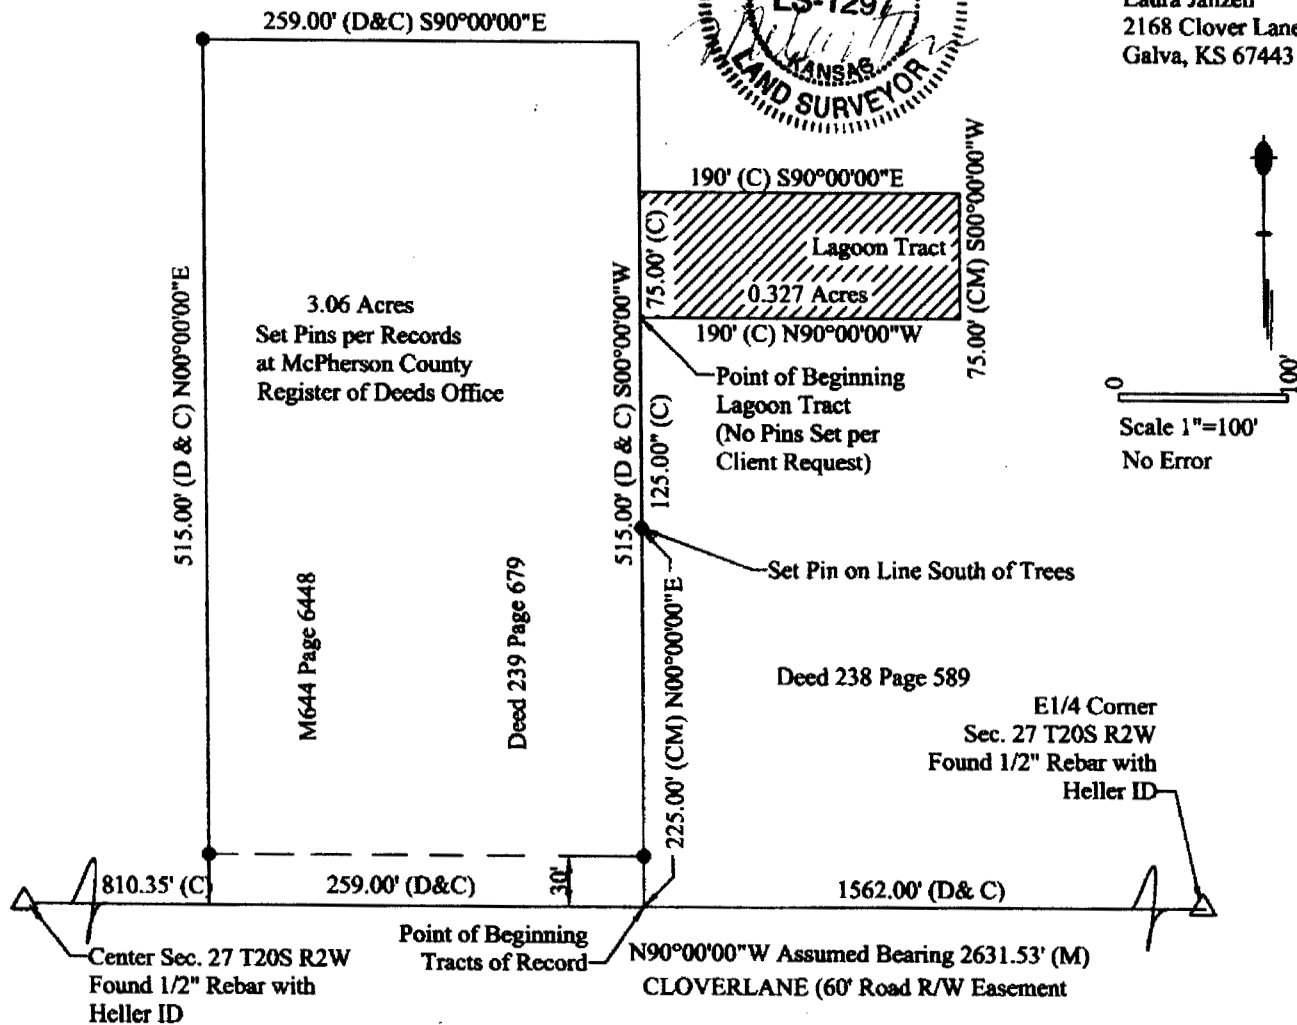 259.00' (D&C) S90°00'00"E
LS-1297
KANSAS
LAND SURVEYOR
Laura Janzen
2168 Clover Lane
Galva, KS 67443
190' (C) S90°00'00"E
75.00' (C)
Lagoon Tract
0.327 Acres
190' (C) N90°00'00"W
75.00' (CM) S00°00'00"W
515.00' (D & C) N00°00'00"E
3.06 Acres
Set Pins per Records
at McPherson County
Register of Deeds Office
515.00' (D & C) S00°00'00"W
Point of Beginning
Lagoon Tract
(No Pins Set per
Client Request)
125.00" (C)
0
100'
Scale 1"=100'
No Error
Set Pin on Line South of Trees
M644 Page 6448
Deed 239 Page 679
225.00' (CM) N00°00'00"E
Deed 238 Page 589
E1/4 Corner
Sec. 27 T20S R2W
Found 1/2" Rebar with
Heller ID
810.35' (C)
259.00' (D&C)
30'
1562.00' (D& C)
Center Sec. 27 T20S R2W
Found 1/2" Rebar with
Heller ID
Point of Beginning
Tracts of Record
N90°00'00"W Assumed Bearing 2631.53' (M)
CLOVERLANE (60' Road R/W Easement